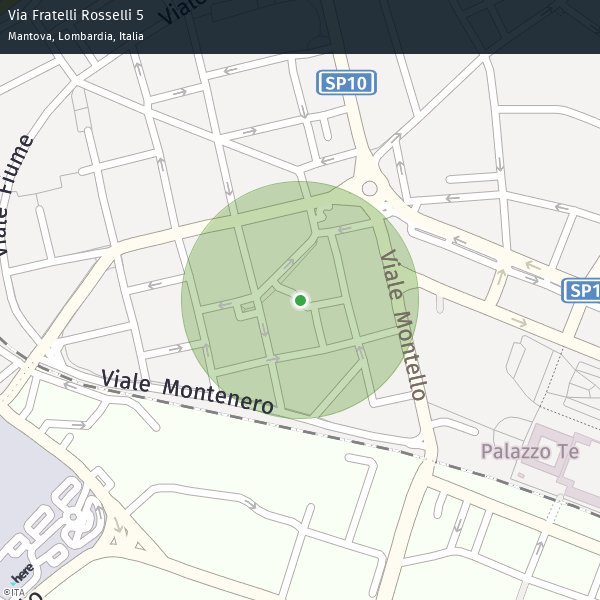 Via Fratelli Rosselli 5
Mantova, Lombardia, Italia
Viale
SP10
Viale Fiume
Viale Montello
SP1
Viale Montenero
Palazzo Te
here
©ITA